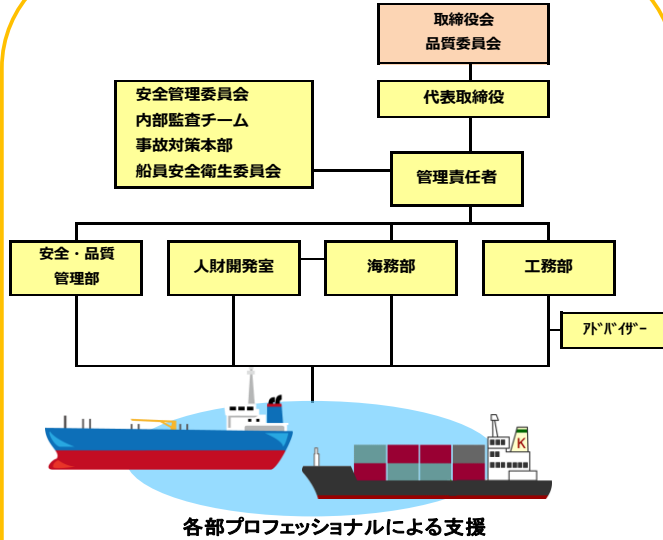 取締役会
品質委員会
代表取締役
安全管理委員会
内部監査チーム
事故対策本部
船員安全衛生委員会
管理責任者
安全・品質
管理部
人財開発室
海務部
工務部
ｱﾄﾞﾊﾞｲｻﾞｰ
K
各部プロフェッショナルによる支援